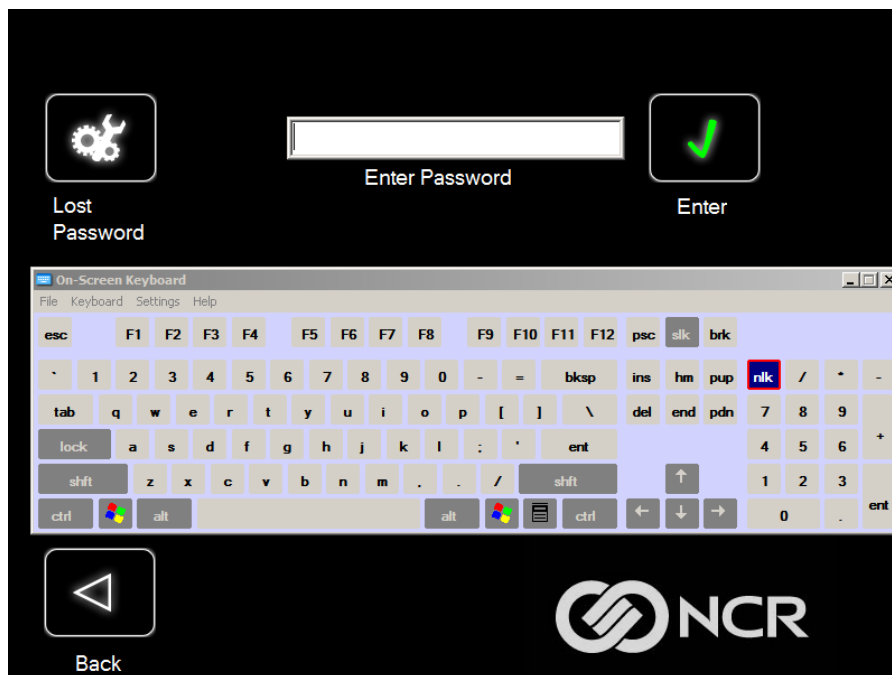 Enter Password
Enter
Lost
Password
On-Screen Keyboard
File Keyboard Settings Help
esc F1 F2 F3 F4 F5 F6 F7 F8 F9 F10 F11 F12 psc slk brk
` 1 2 3 4 5 6 7 8 9 0 - = bksp ins hm pup nlk / * -
tab q w e r t y u i o p [ ] \ del end pdn 7 8 9 +
lock a s d f g h j k l ; ' ent 4 5 6
shft z x c v b n m , . / shft ↑ 1 2 3 ent
ctrl alt alt ctrl ← ↓ → 0 .
NCR
Back